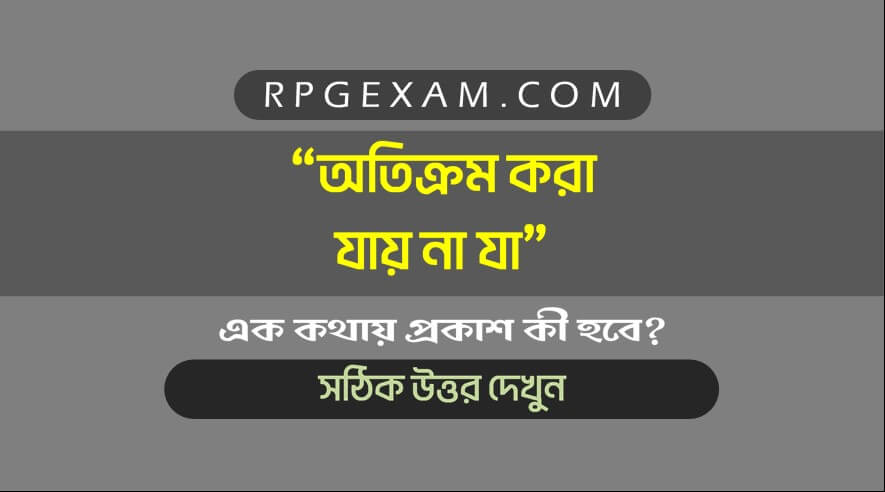 RPGEXAM.COM
“অতিক্রম করা
যায় না যা”
এক কথায় প্রকাশ কী হবে?
সঠিক উত্তর দেখুন